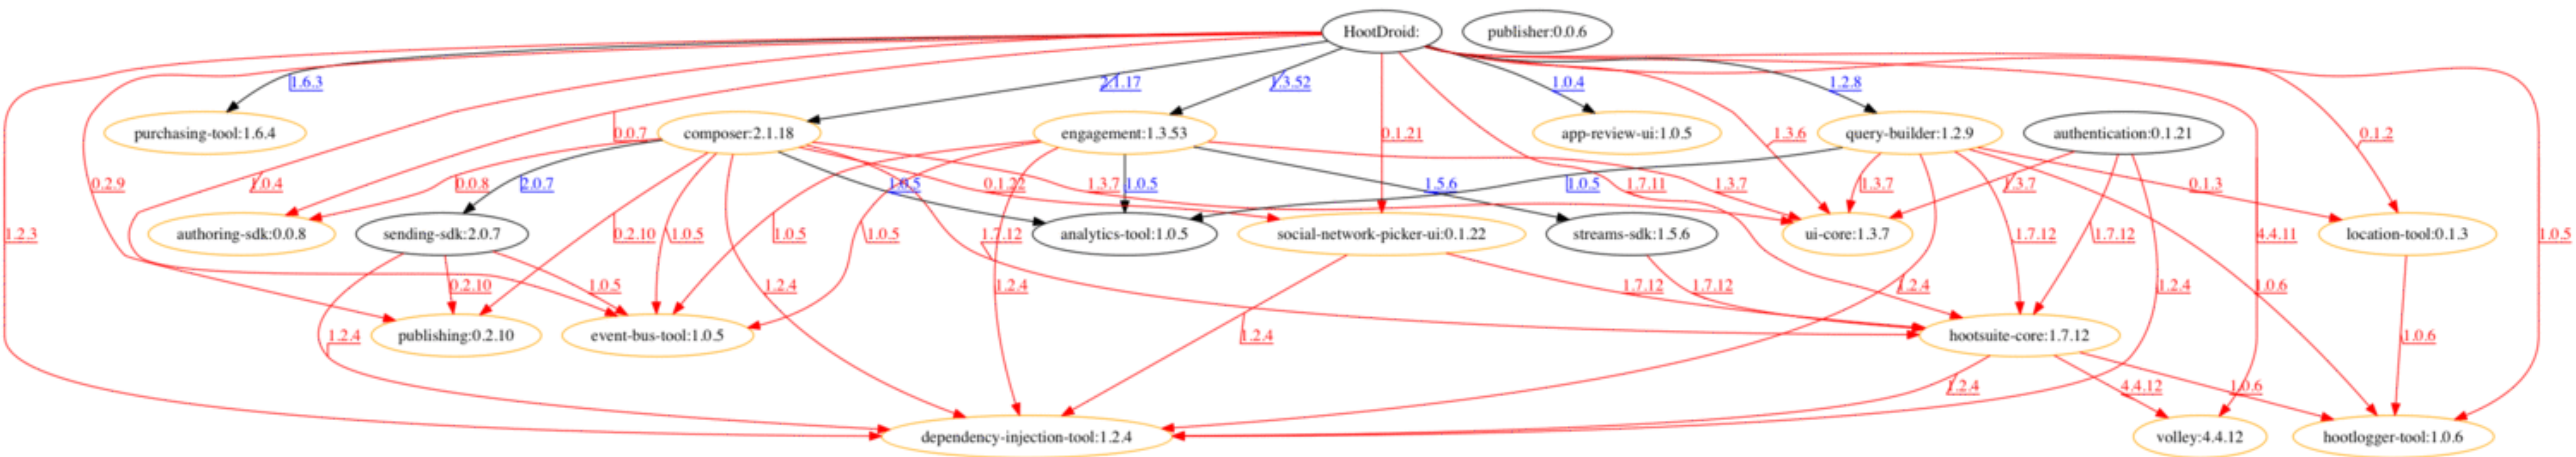 HootDroid:
publisher:0.0.6
1.6.3
2.1.17
1.3.52
1.0.4
1.2.8
purchasing-tool:1.6.4
0.0.7
composer:2.1.18
engagement:1.3.53
0.1.21
app-review-ui:1.0.5
1.3.6
query-builder:1.2.9
authentication:0.1.21
0.1.2
0.2.9
1.0.4
0.0.8
2.0.7
1.0.5
0.1.22
1.3.7
1.0.5
1.5.6
1.0.5
1.7.11
1.3.7
1.3.7
1.3.7
0.1.3
1.2.3
authoring-sdk:0.0.8
sending-sdk:2.0.7
0.2.10
1.0.5
1.0.5
1.0.5
1.7.12
analytics-tool:1.0.5
social-network-picker-ui:0.1.22
streams-sdk:1.5.6
ui-core:1.3.7
1.7.12
1.7.12
4.4.11
location-tool:0.1.3
1.0.5
0.2.10
1.0.5
1.2.4
1.2.4
1.7.12
1.7.12
1.2.4
1.2.4
1.0.6
1.2.4
publishing:0.2.10
event-bus-tool:1.0.5
1.2.4
hootsuite-core:1.7.12
1.0.6
1.2.4
4.4.12
1.0.6
dependency-injection-tool:1.2.4
volley:4.4.12
hootlogger-tool:1.0.6